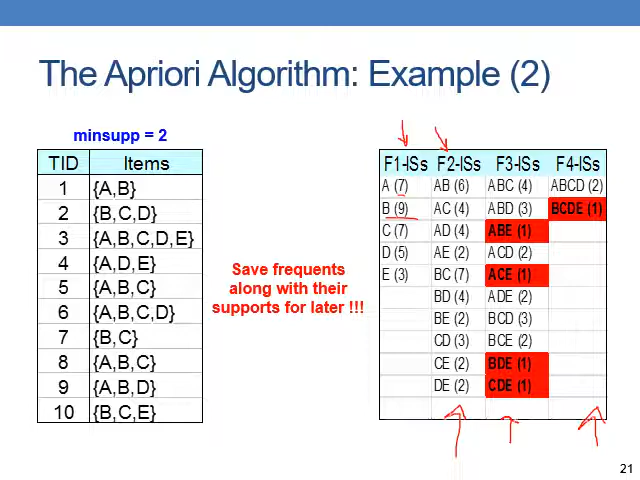 The Apriori Algorithm: Example (2)
minsupp = 2
TID Items
1 {A,B}
2 {B,C,D}
3 {A,B,C,D,E}
4 {A,D,E}
5 {A,B,C}
6 {A,B,C,D}
7 {B,C}
8 {A,B,C}
9 {A,B,D}
10 {B,C,E}
Save frequents
along with their
supports for later !!!
F1-ISs F2-ISs F3-ISs F4-ISs
A (7) AB (6) ABC (4) ABCD (2)
B (9) AC (4) ABD (3) BCDE (1)
C (7) AD (4) ABE (1)
D (5) AE (2) ACD (2)
E (3) BC (7) ACE (1)
BD (4) ADE (2)
BE (2) BCD (3)
CD (3) BCE (2)
CE (2) BDE (1)
DE (2) CDE (1)
21